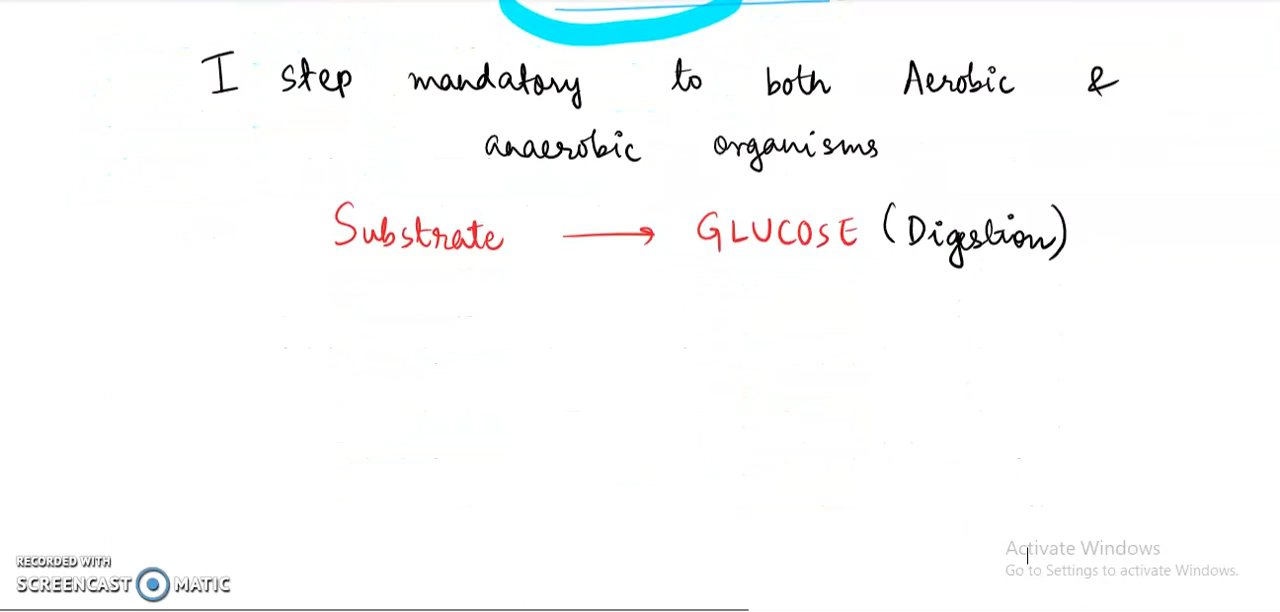 I step mandatory to both Aerobic &
anaerobic organisms
Substrate → GLUCOSE (Digestion)
Activate Windows
Go to Settings to activate Windows.
RECORDED WITH
SCREENCAST MATIC